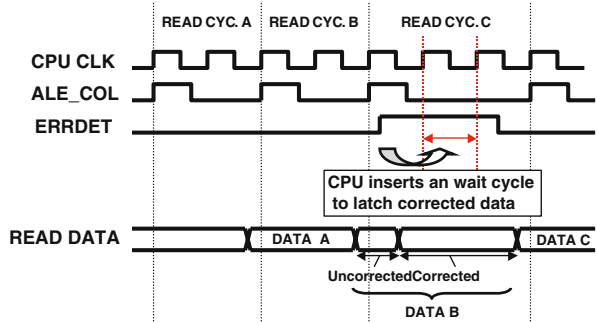 READ CYC. A READ CYC. B READ CYC. C
CPU CLK
ALE_COL
ERRDET
CPU inserts an wait cycle
to latch corrected data
READ DATA
DATA A
DATA C
UncorrectedCorrected
DATA B